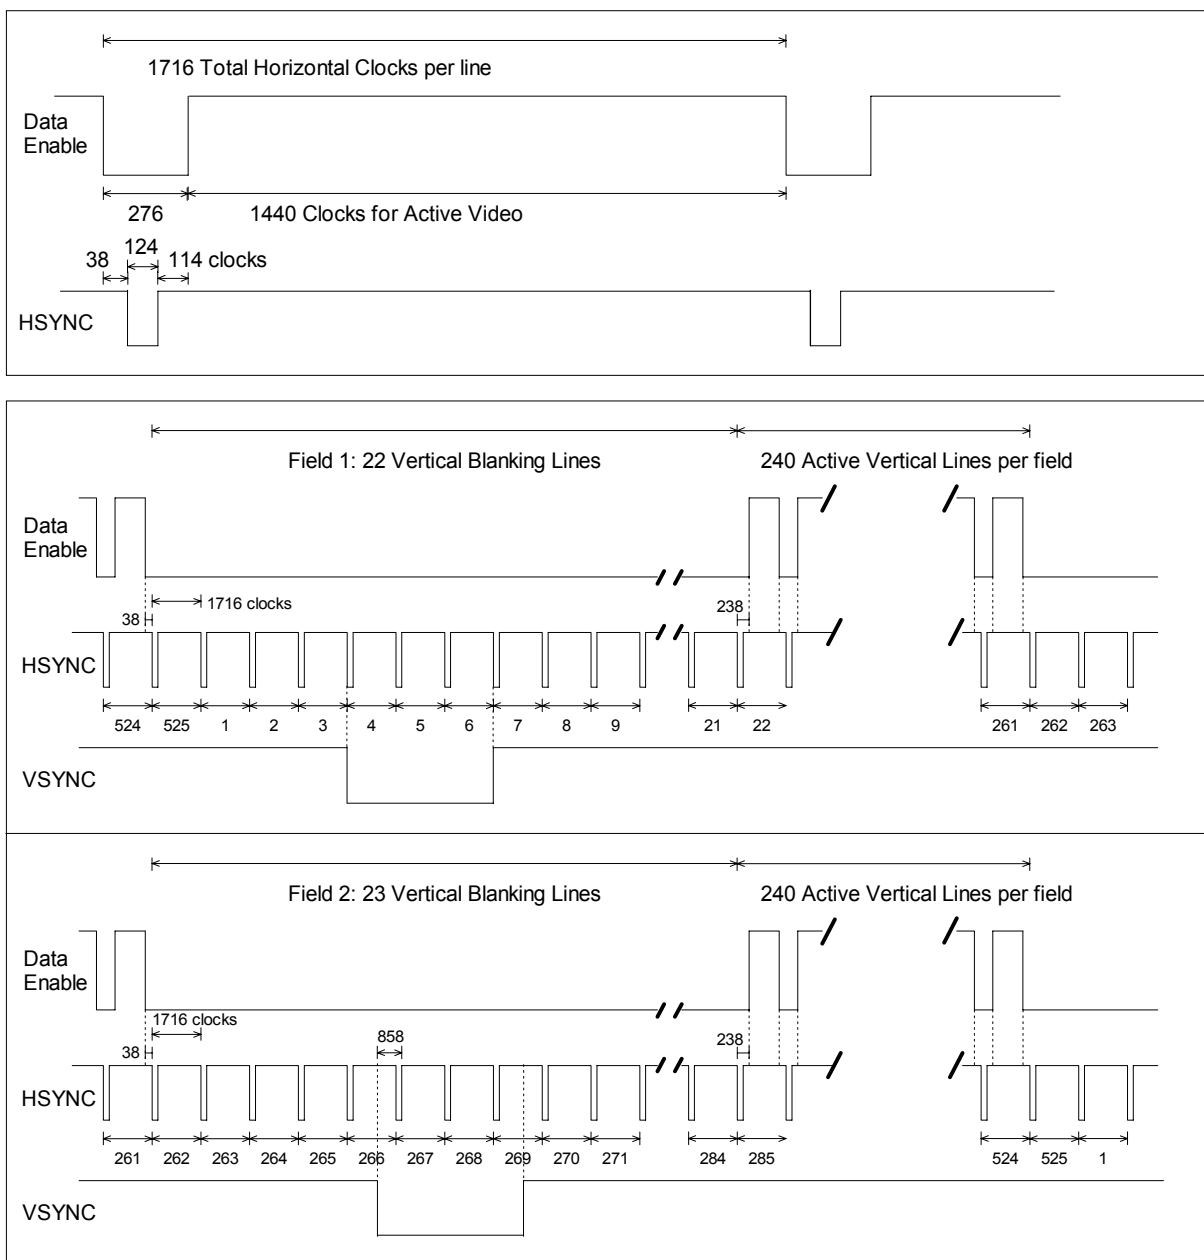 1716 Total Horizontal Clocks per line
Data
Enable
276
1440 Clocks for Active Video
124
38
114 clocks
HSYNC
Field 1: 22 Vertical Blanking Lines
240 Active Vertical Lines per field
Data
Enable
1716 clocks
38
238
HSYNC
524 525 1 2 3 4 5 6 7 8 9 21 22 261 262 263
VSYNC
Field 2: 23 Vertical Blanking Lines
240 Active Vertical Lines per field
Data
Enable
1716 clocks
858
38
238
HSYNC
261 262 263 264 265 266 267 268 269 270 271 284 285 524 525 1
VSYNC